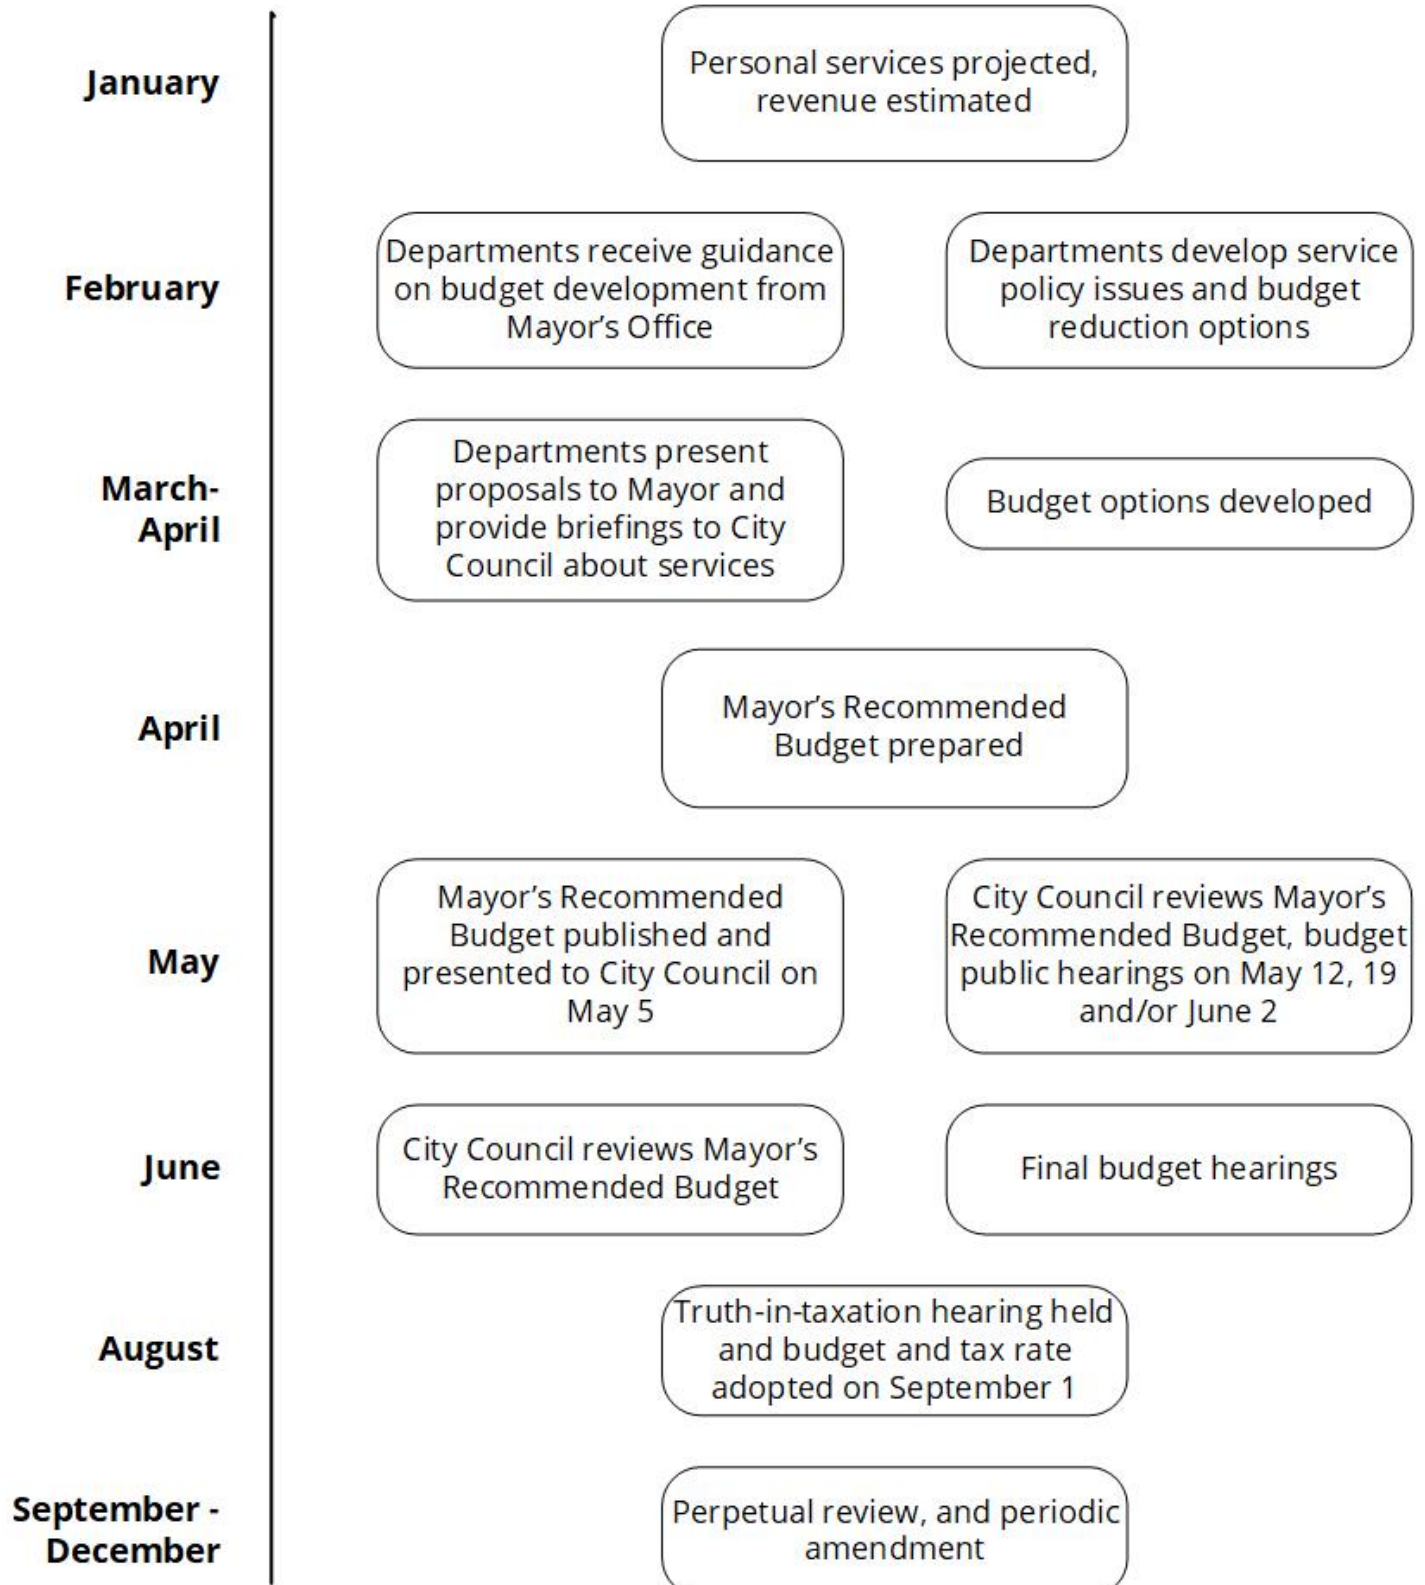 January
Personal services projected,
revenue estimated
February
Departments receive guidance
on budget development from
Mayor’s Office
Departments develop service
policy issues and budget
reduction options
March-
April
Departments present
proposals to Mayor and
provide briefings to City
Council about services
Budget options developed
April
Mayor’s Recommended
Budget prepared
May
Mayor’s Recommended
Budget published and
presented to City Council on
May 5
City Council reviews Mayor’s
Recommended Budget, budget
public hearings on May 12, 19
and/or June 2
June
City Council reviews Mayor’s
Recommended Budget
Final budget hearings
August
Truth-in-taxation hearing held
and budget and tax rate
adopted on September 1
September -
December
Perpetual review, and periodic
amendment